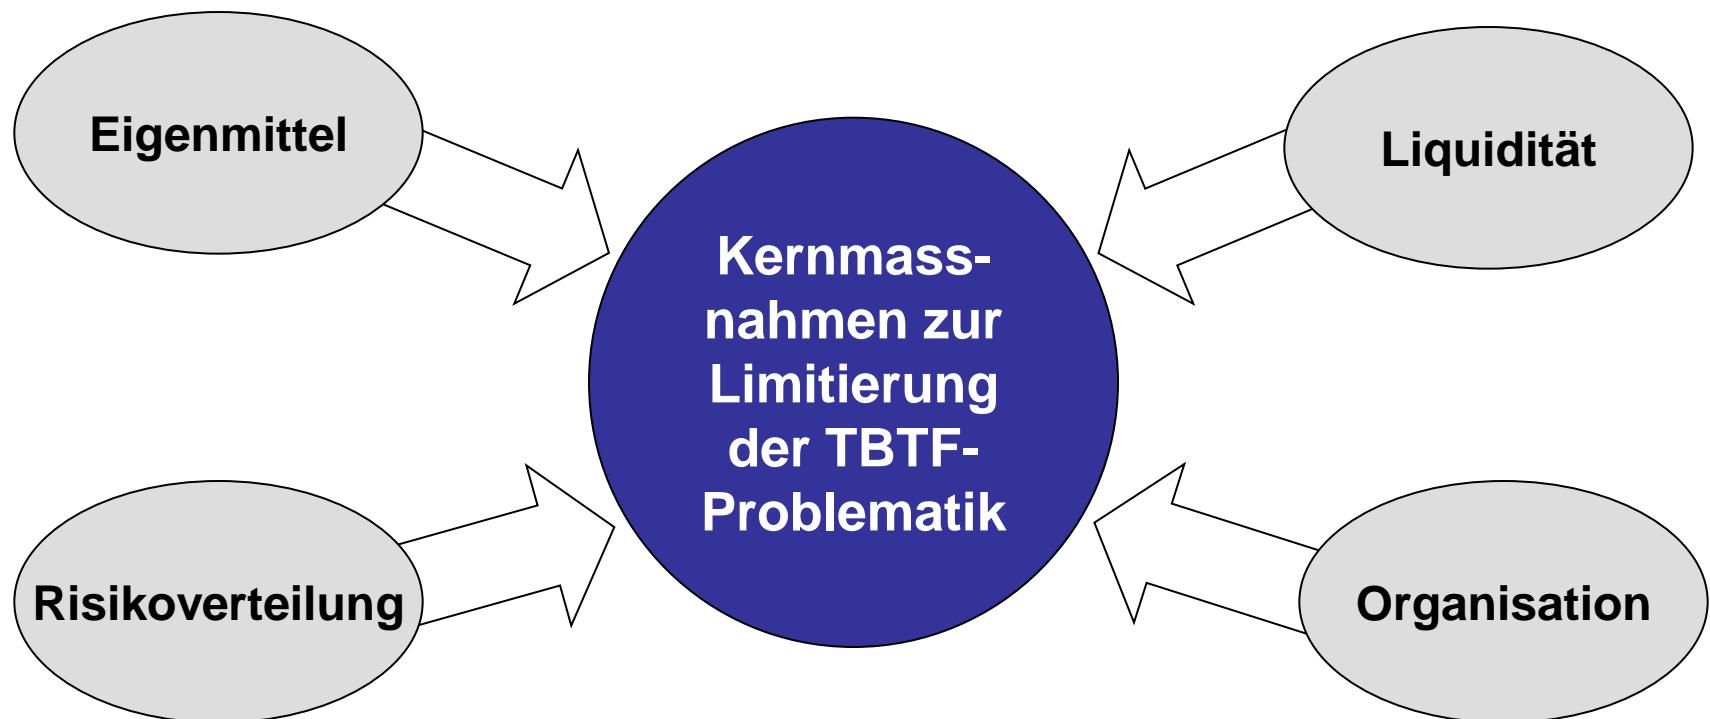 Eigenmittel
Liquidität
Kernmass-
nahmen zur
Limitierung
der TBTF-
Problematik
Risikoverteilung
Organisation